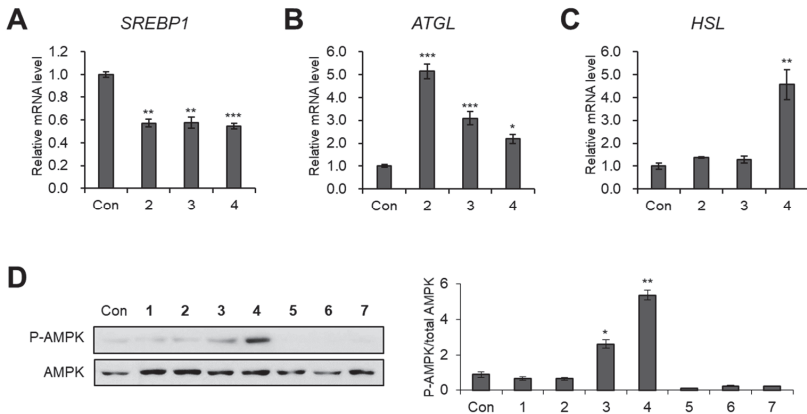 A
SREBP1
Relative mRNA level
1.2
1.0
0.8
0.6
0.4
0.2
0.0
**
**
***
Con 2 3 4
B
ATGL
Relative mRNA level
6.0
5.0
4.0
3.0
2.0
1.0
0.0
***
***
*
Con 2 3 4
C
HSL
Relative mRNA level
6.0
5.0
4.0
3.0
2.0
1.0
0.0
**
Con 2 3 4
D
Con 1 2 3 4 5 6 7
P-AMPK
AMPK
P-AMPK/total AMPK
6
4
2
0
*
**
Con 1 2 3 4 5 6 7